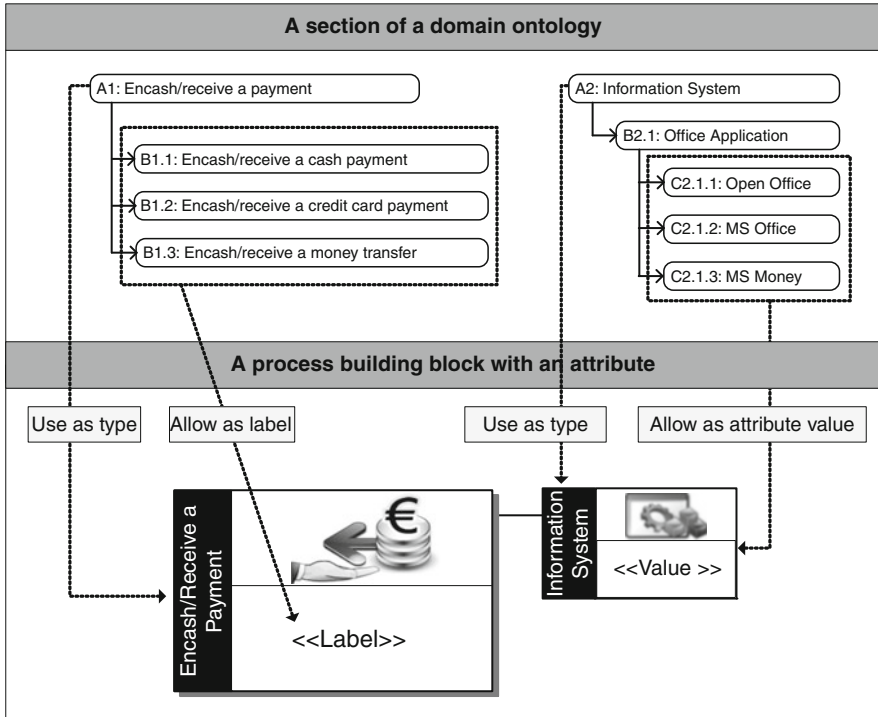 A section of a domain ontology
A1: Encash/receive a payment
B1.1: Encash/receive a cash payment
B1.2: Encash/receive a credit card payment
B1.3: Encash/receive a money transfer
A2: Information System
B2.1: Office Application
C2.1.1: Open Office
C2.1.2: MS Office
C2.1.3: MS Money
A process building block with an attribute
Use as type
Allow as label
Use as type
Allow as attribute value
Encash/Receive a
Payment
€
<<Label>>
Information
System
<<Value >>